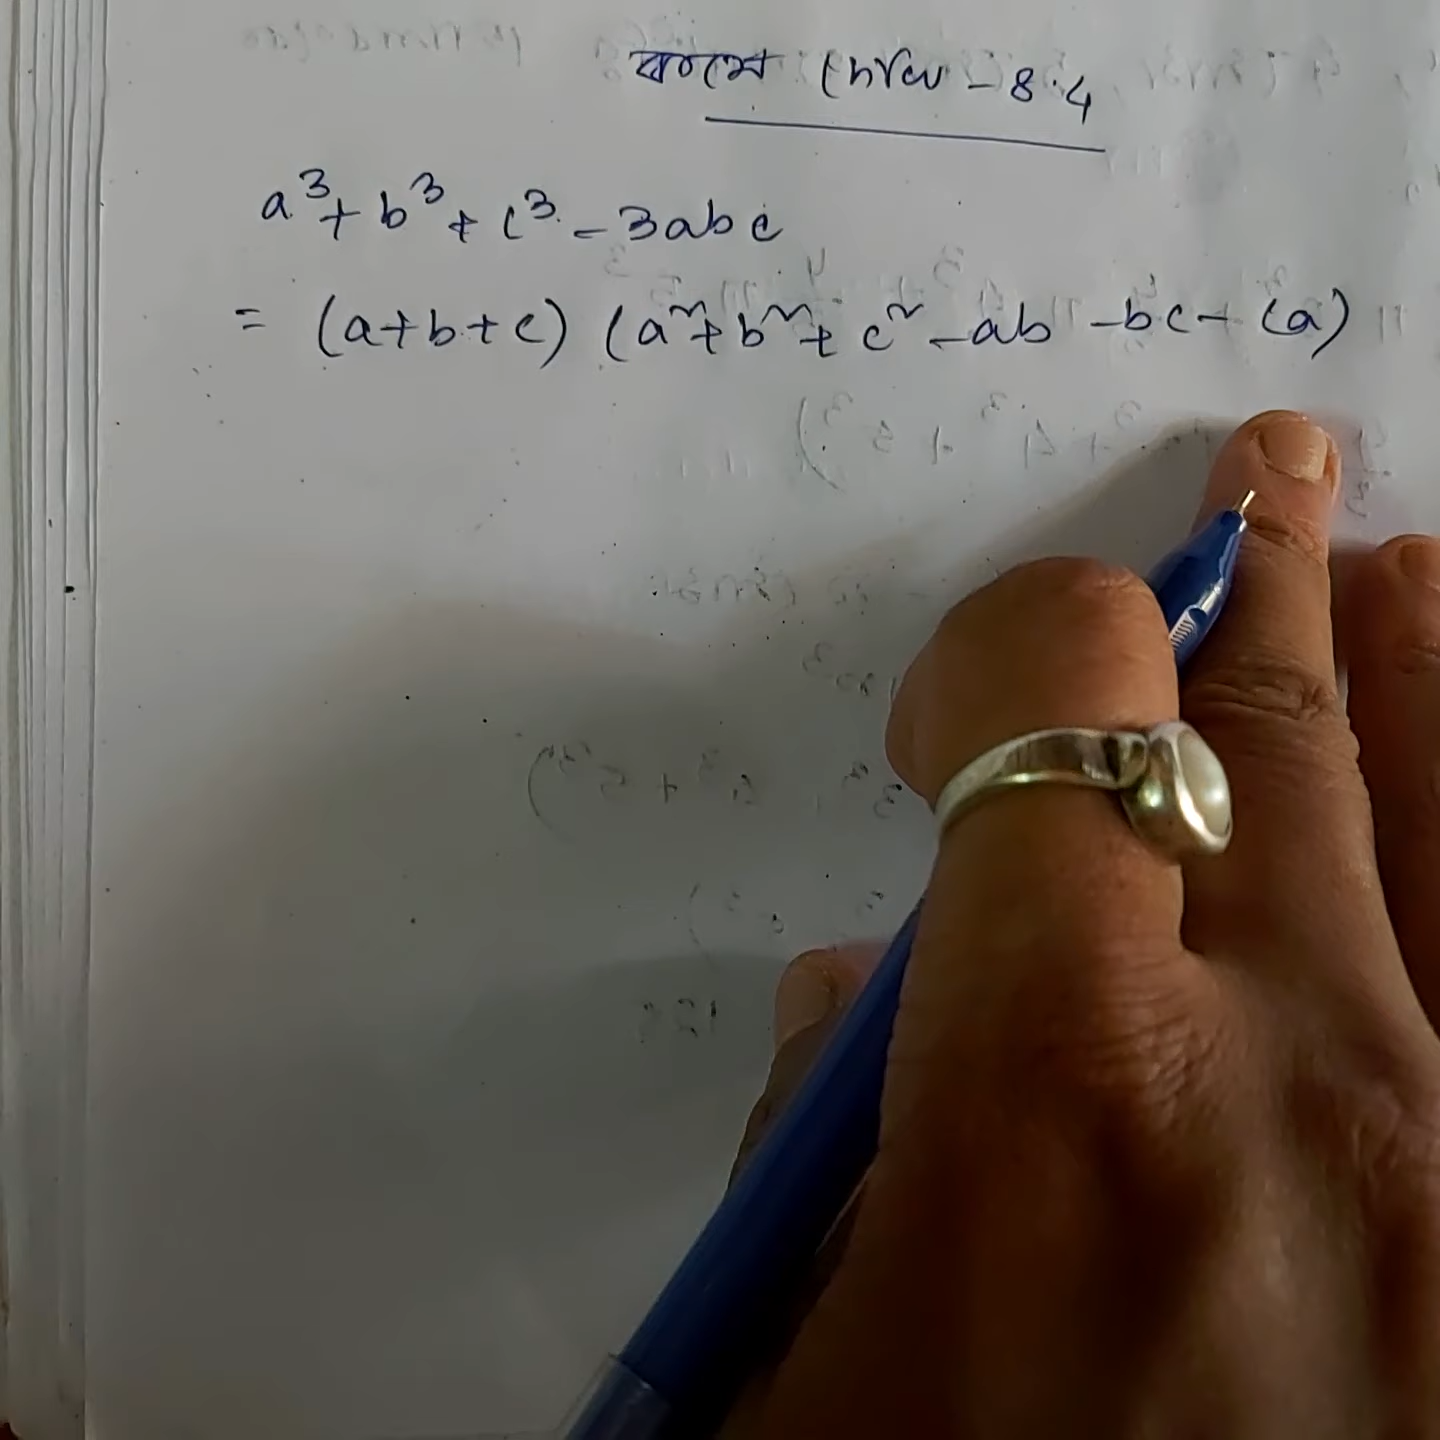 কষে দেখি - 8.4
a³ + b³ + c³ - 3abc
= (a+b+c) (a² + b² + c² - ab - bc - ca)